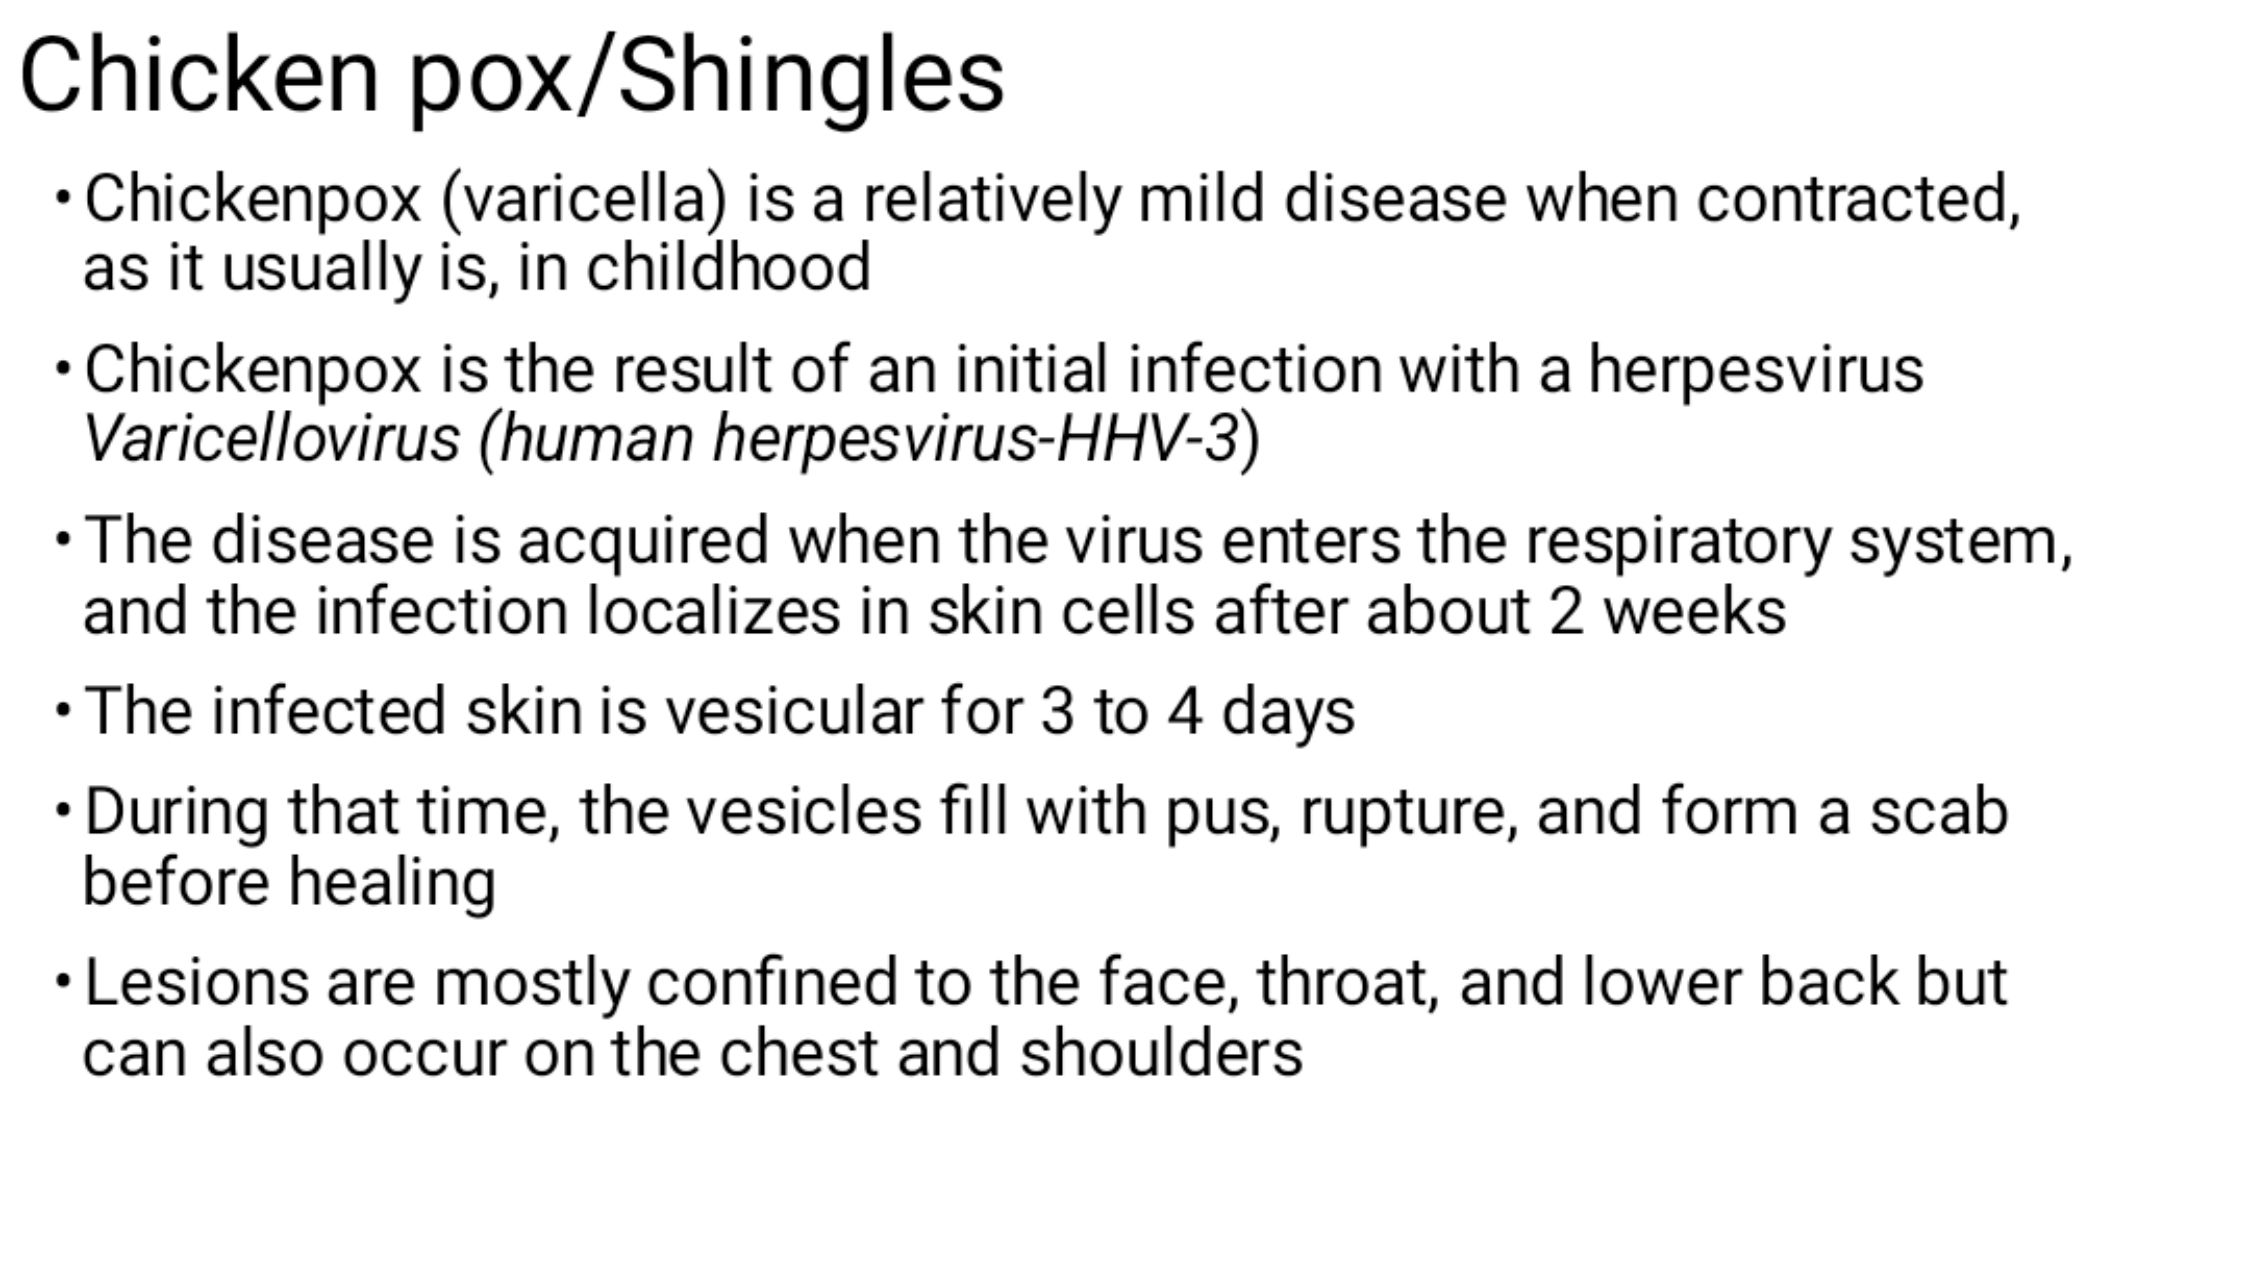 Chicken pox/Shingles
• Chickenpox (varicella) is a relatively mild disease when contracted,
as it usually is, in childhood
• Chickenpox is the result of an initial infection with a herpesvirus
Varicellovirus (human herpesvirus-HHV-3)
• The disease is acquired when the virus enters the respiratory system,
and the infection localizes in skin cells after about 2 weeks
• The infected skin is vesicular for 3 to 4 days
• During that time, the vesicles fill with pus, rupture, and form a scab
before healing
• Lesions are mostly confined to the face, throat, and lower back but
can also occur on the chest and shoulders